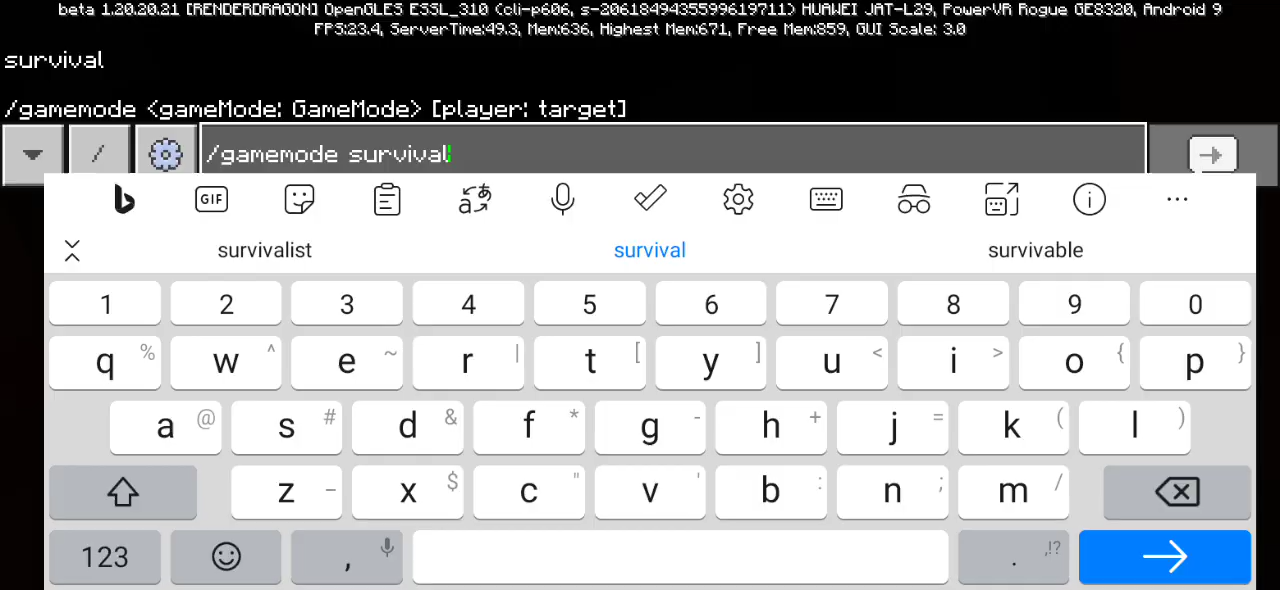 beta 1.20.20.21 [RENDERDRAGON] OpenGLES ESSL_310 (cli-p606, s-2061849435599619711) HUAWEI JAT-L29, PowerVR Rogue GE8320, Android 9
FPS:23.4, ServerTime:49.3, Mem:636, Highest Mem:671, Free Mem:859, GUI Scale: 3.0
survival
/gamemode <gameMode: GameMode> [player: target]
/ /gamemode survival
GIF
survivalist survival survivable
1 2 3 4 5 6 7 8 9 0
q % w ^ e ~ r | t [ y ] u < i > o { p }
a @ s # d & f * g - h + j = k ( l )
z _ x $ c " v ' b : n ; m /
123 , . ,!?